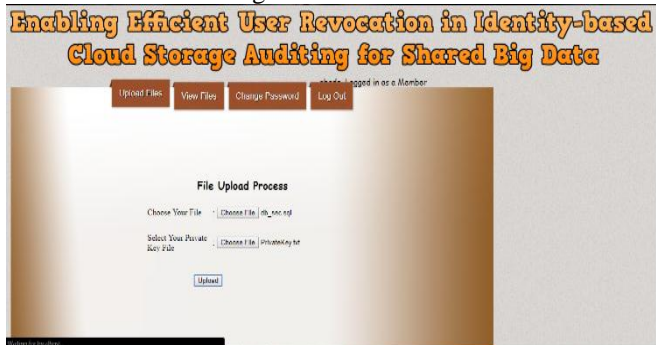 Enabling Efficient User Revocation in Identity-based
Cloud Storage Auditing for Shared Big Data
Logged in as a Member
Upload Files View Files Change Password Log Out
File Upload Process
Choose Your File : Choose File db_sec.sql
Select Your Private : Choose File PrivateKey.txt
Key File
Upload